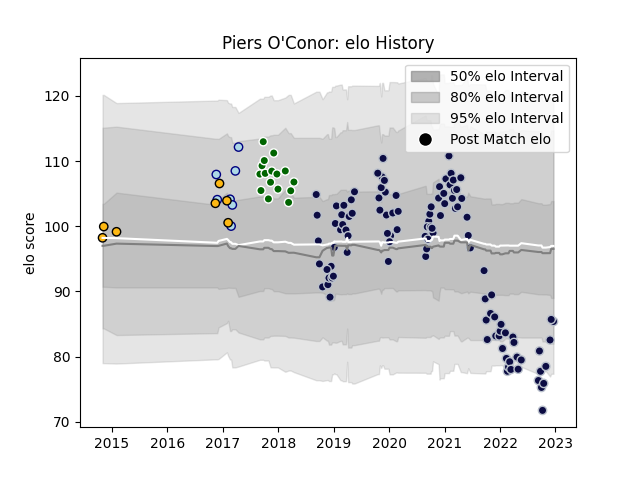 Piers O'Conor: elo History
50% elo Interval
80% elo Interval
95% elo Interval
Post Match elo
elo score
120
110
100
90
80
70
2015 2016 2017 2018 2019 2020 2021 2022 2023